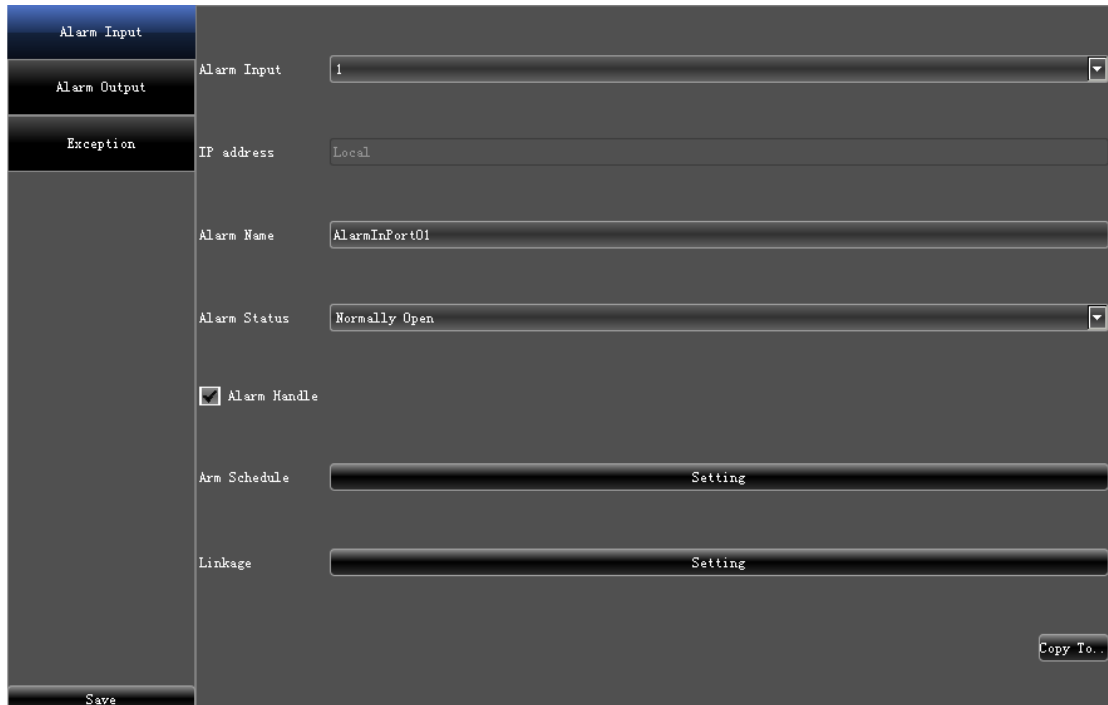 Alarm Input
Alarm Output
Exception
Save
Alarm Input 1
IP address Local
Alarm Name AlarmInPort01
Alarm Status Normally Open
Alarm Handle
Arm Schedule Setting
Linkage Setting
Copy To..